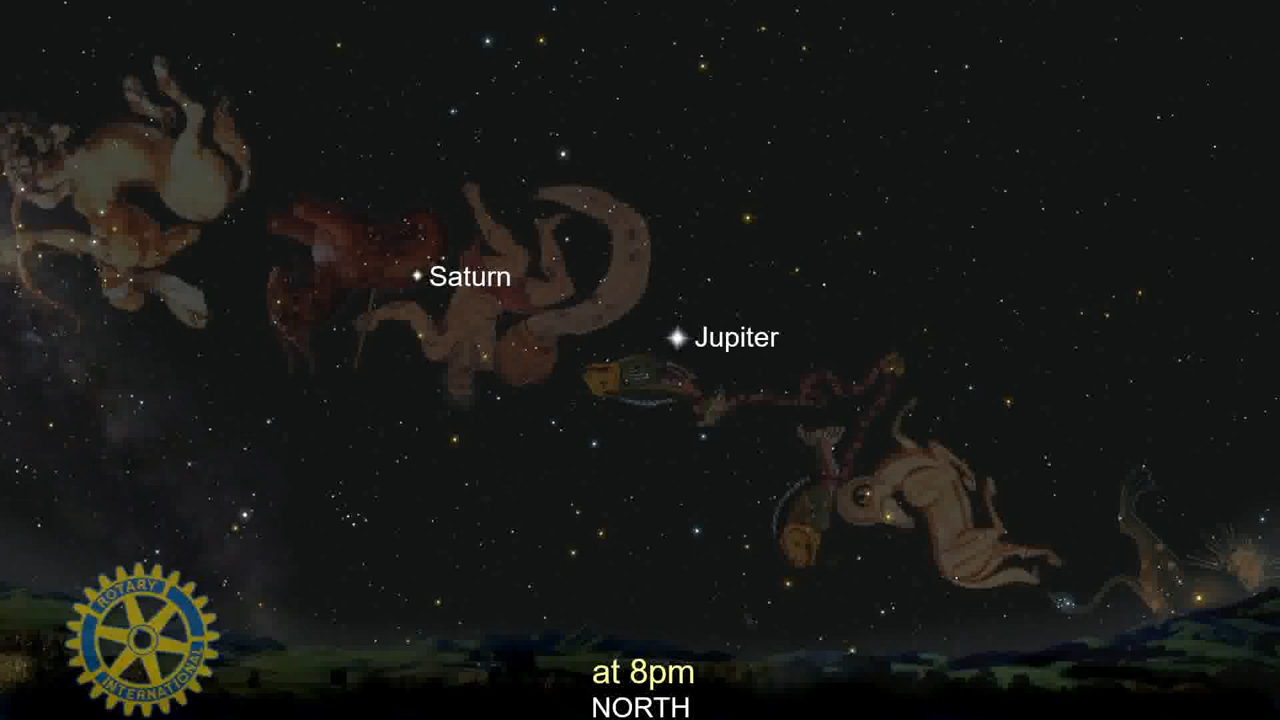 Saturn
Jupiter
ROTARY
INTERNATIONAL
at 8pm
NORTH